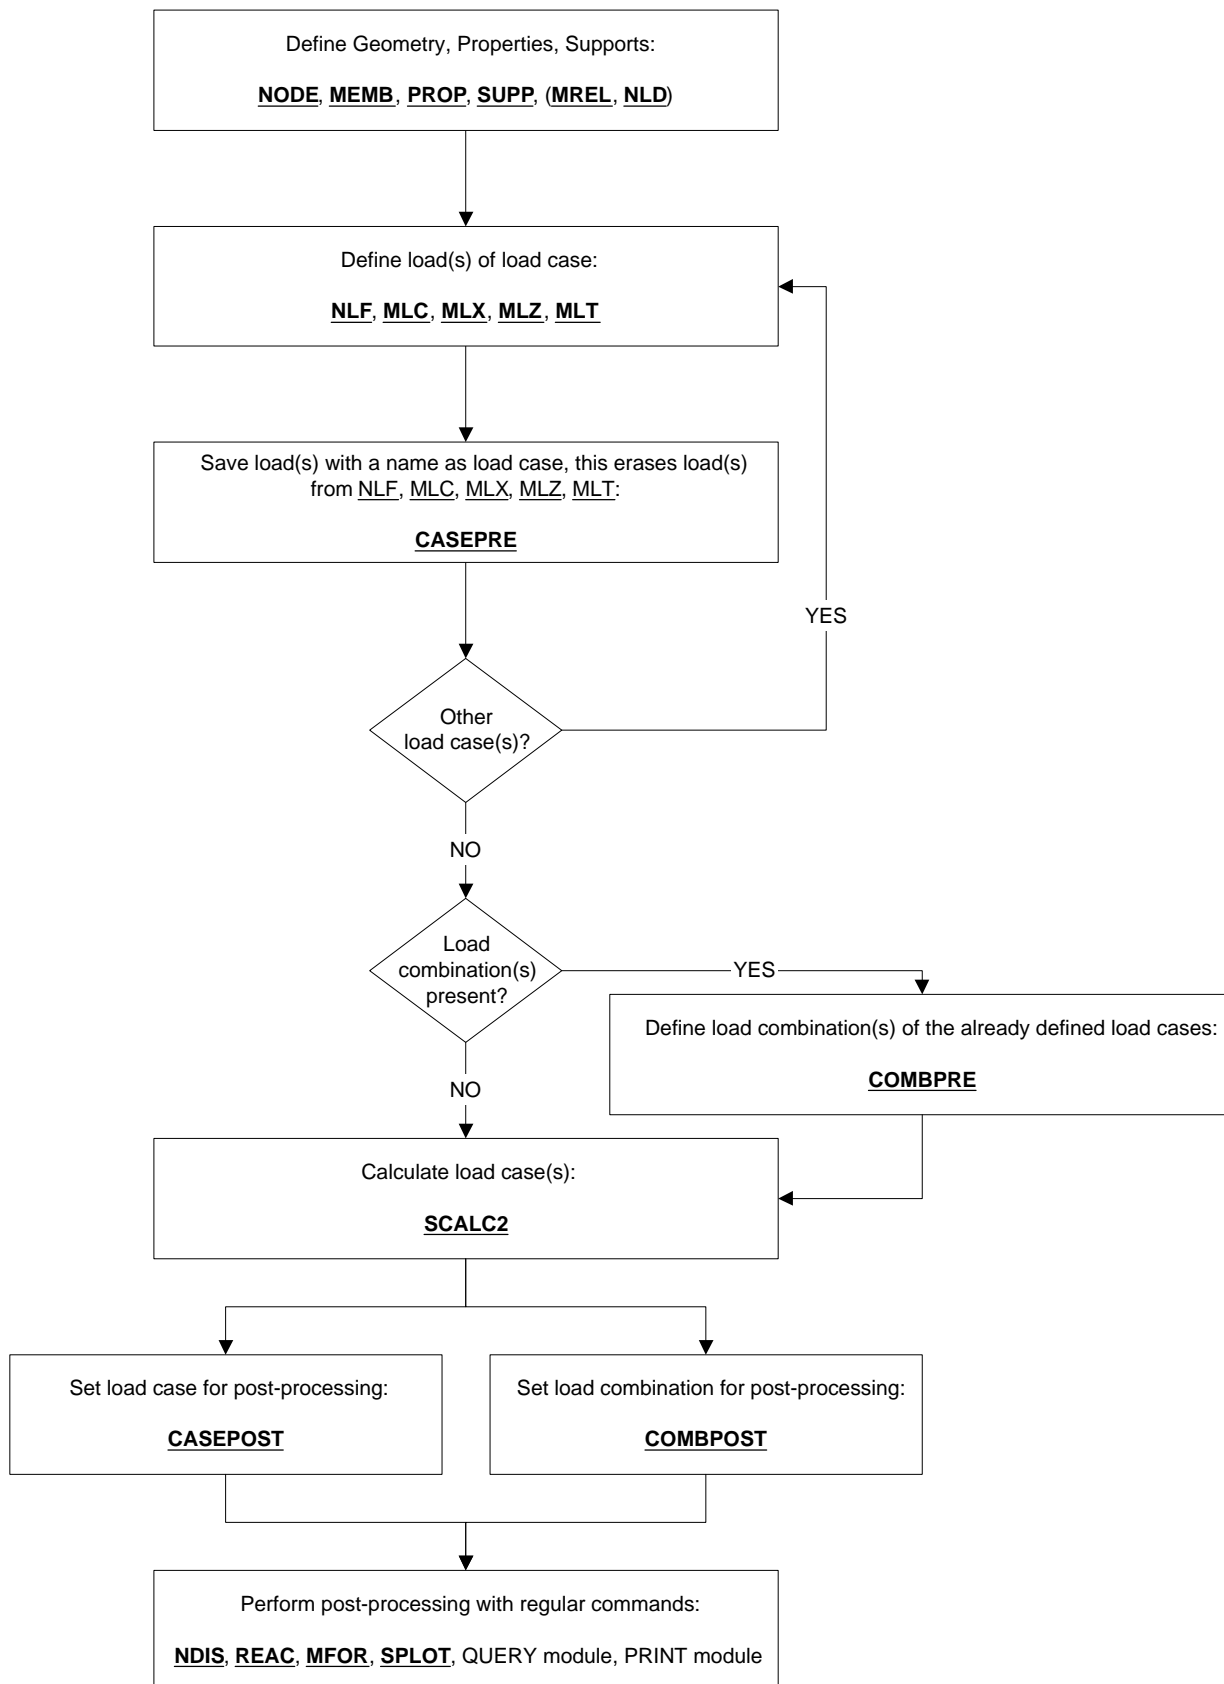 Define Geometry, Properties, Supports:
NODE, MEMB, PROP, SUPP, (MREL, NLD)
Define load(s) of load case:
NLF, MLC, MLX, MLZ, MLT
Save load(s) with a name as load case, this erases load(s)
from NLF, MLC, MLX, MLZ, MLT:
CASEPRE
YES
Other
load case(s)?
NO
Load
combination(s)
present?
YES
Define load combination(s) of the already defined load cases:
COMBPRE
NO
Calculate load case(s):
SCALC2
Set load case for post-processing:
CASEPOST
Set load combination for post-processing:
COMBPOST
Perform post-processing with regular commands:
NDIS, REAC, MFOR, SPLOT, QUERY module, PRINT module